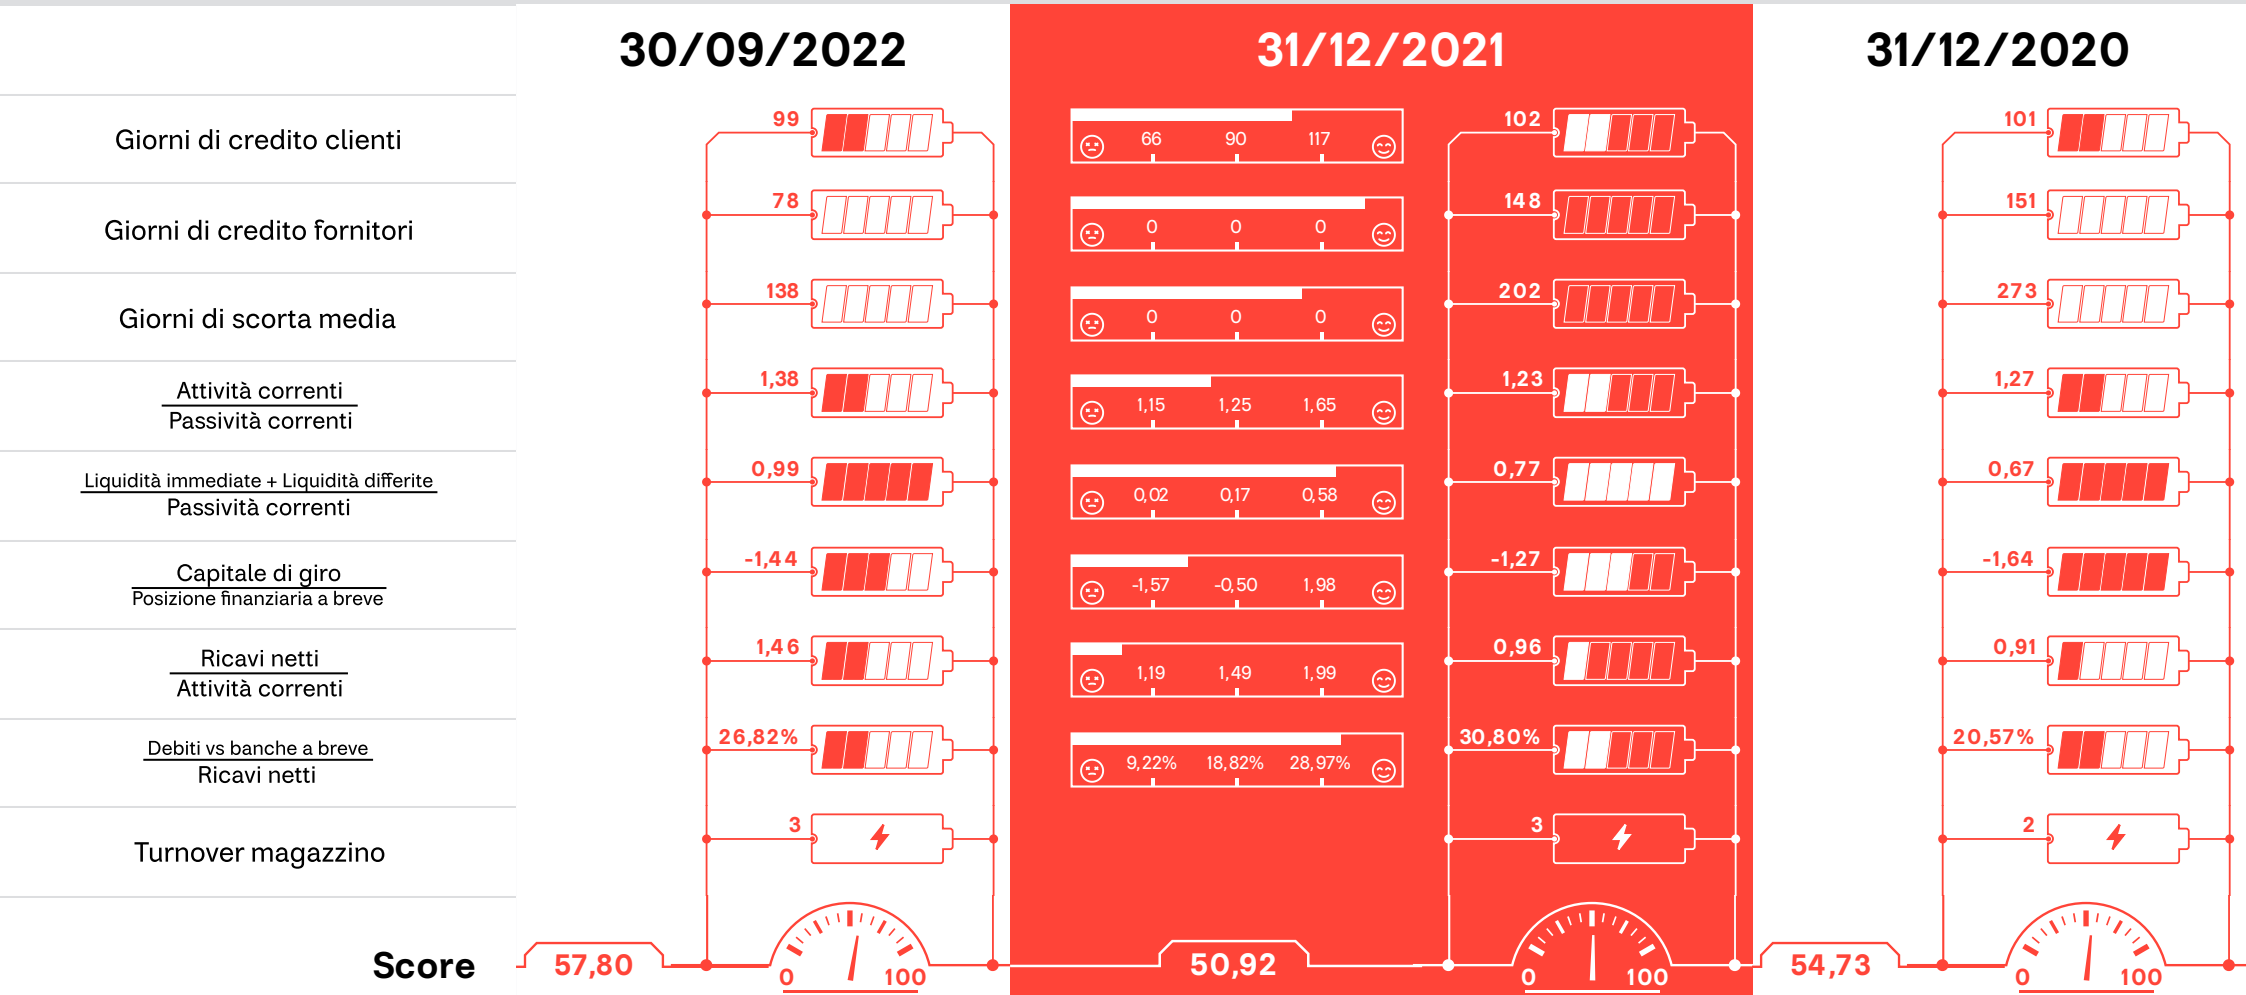 30/09/2022 31/12/2021 31/12/2020
Giorni di credito clienti 99 66 90 117 102 101
Giorni di credito fornitori 78 0 0 0 148 151
Giorni di scorta media 138 0 0 0 202 273
Attività correnti
Passività correnti
1,38 1,15 1,25 1,65 1,23 1,27
Liquidità immediate + Liquidità differite
Passività correnti
0,99 0,02 0,17 0,58 0,77 0,67
Capitale di giro
Posizione finanziaria a breve
-1,44 -1,57 -0,50 1,98 -1,27 -1,64
Ricavi netti
Attività correnti
1,46 1,19 1,49 1,99 0,96 0,91
Debiti vs banche a breve
Ricavi netti
26,82% 9,22% 18,82% 28,97% 30,80% 20,57%
Turnover magazzino 3 3 2
Score 57,80 0 100 50,92 0 100 54,73 0 100